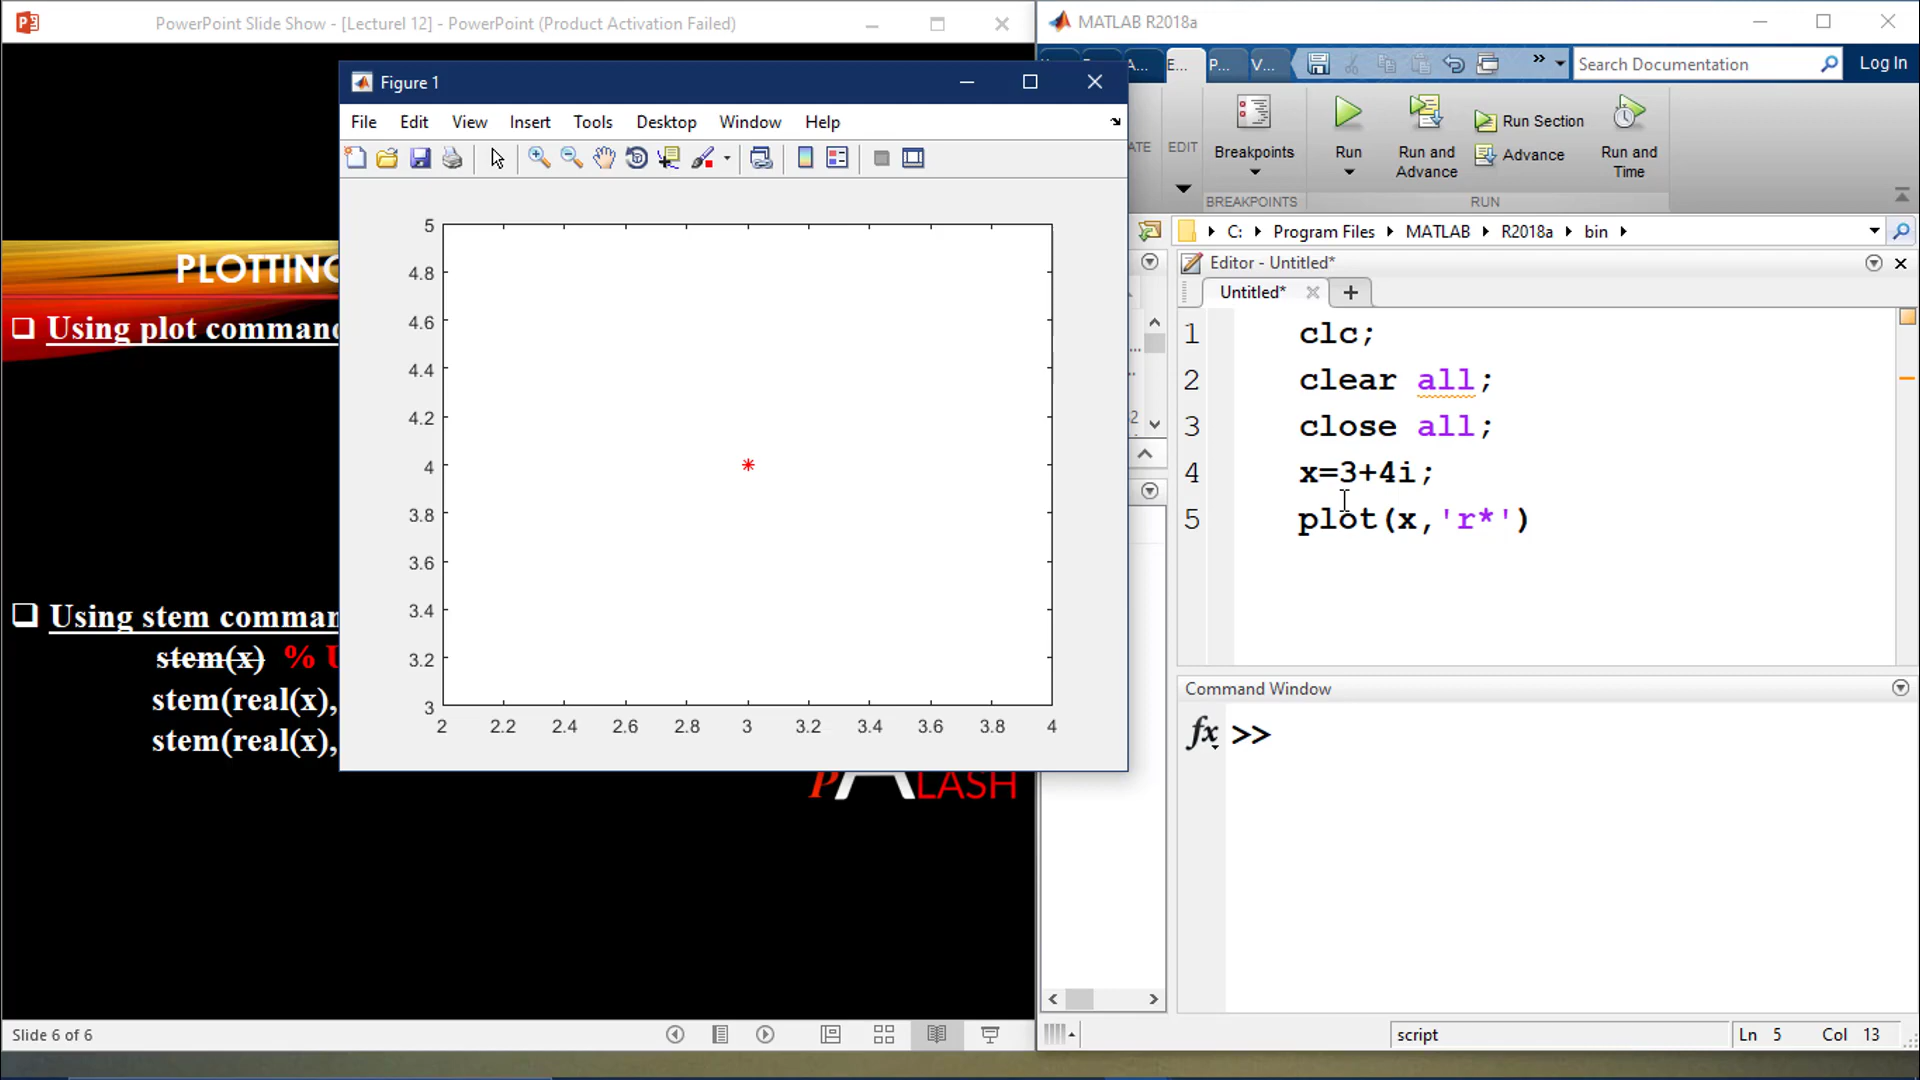 PowerPoint Slide Show - [Lecturel 12] - PowerPoint (Product Activation Failed)
PLOTTING
Using plot command
Using stem comman
stem(x) % U
stem(real(x),
stem(real(x),
PALASH
Slide 6 of 6
Figure 1
File Edit View Insert Tools Desktop Window Help
5
4.8
4.6
4.4
4.2
4
3.8
3.6
3.4
3.2
3
2 2.2 2.4 2.6 2.8 3 3.2 3.4 3.6 3.8 4
MATLAB R2018a
A... E... P... V...
Search Documentation
Log In
EDIT
Breakpoints
Run
Run and Advance
Run Section
Advance
Run and Time
BREAKPOINTS
RUN
C: Program Files MATLAB R2018a bin
Editor - Untitled*
Untitled*
1 clc;
2 clear all;
3 close all;
4 x=3+4i;
5 plot(x,'r*')
Command Window
fx >>
script
Ln 5 Col 13